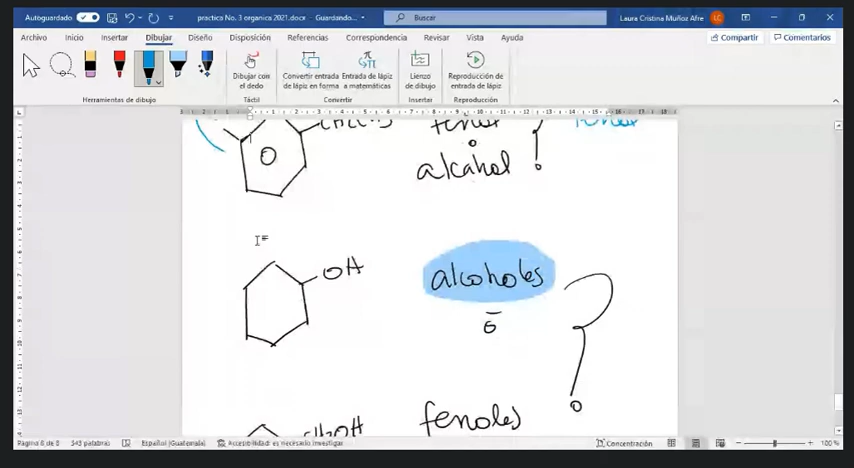 Autoguardado
practica No. 3 organica 2021.docx - Guardando...
Buscar
Laura Cristina Muñoz Afre LC
Archivo Inicio Insertar Dibujar Diseño Disposición Referencias Correspondencia Revisar Vista Ayuda Compartir Comentarios
Dibujar con el dedo
Convertir entrada de lápiz en forma
Entrada de lápiz a matemáticas
Lienzo de dibujo
Reproducción de entrada de lápiz
Herramientas de dibujo Táctil Convertir Insertar Reproducción
o
alcahol ?
OH alcoholes
o ?
fenoles
CH2OH
Página 6 de 8 543 palabras Español (Guatemala) Accesibilidad: es necesario investigar Concentración 100 %